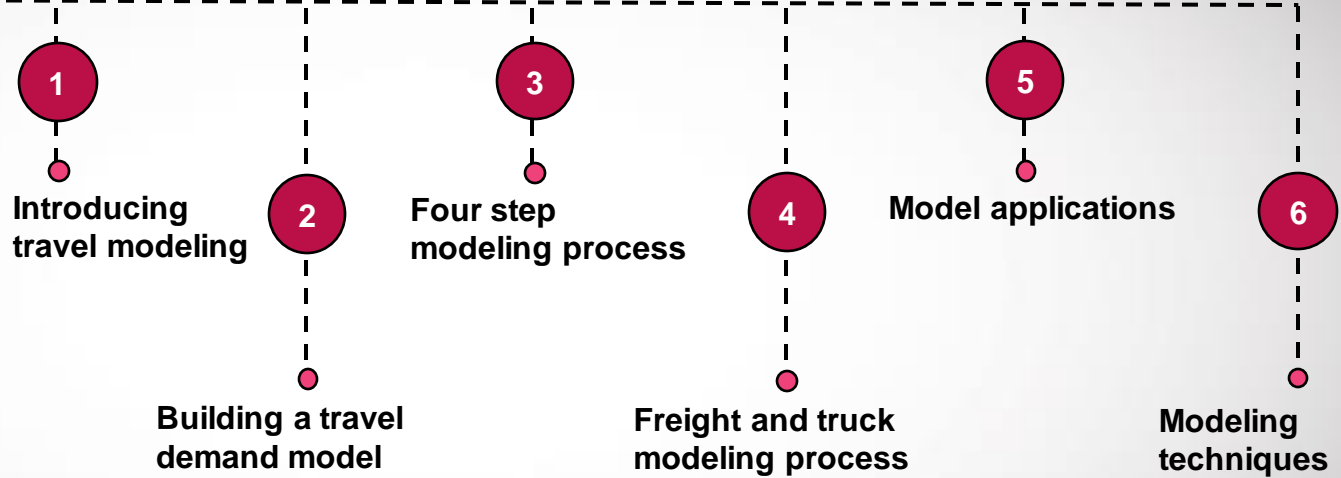 1
Introducing
travel modeling
2
Building a travel
demand model
3
Four step
modeling process
4
Freight and truck
modeling process
5
Model applications
6
Modeling
techniques